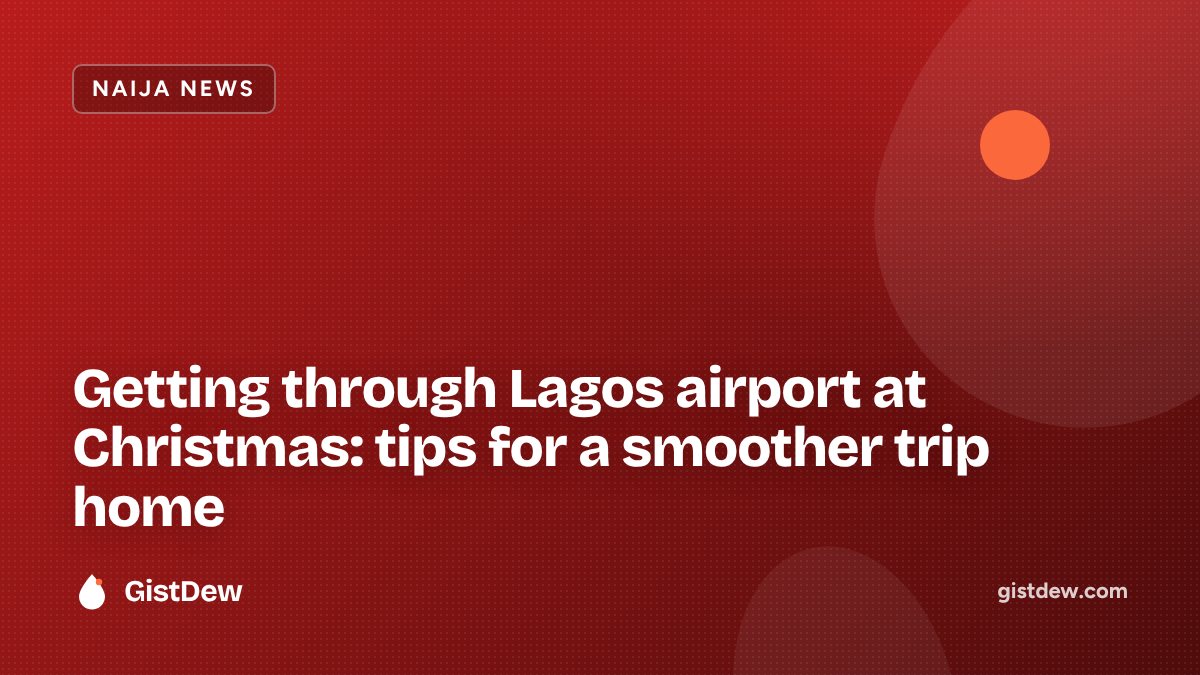 NAIJA NEWS
Getting through Lagos airport at
Christmas: tips for a smoother trip
home
GistDew
gistdew.com